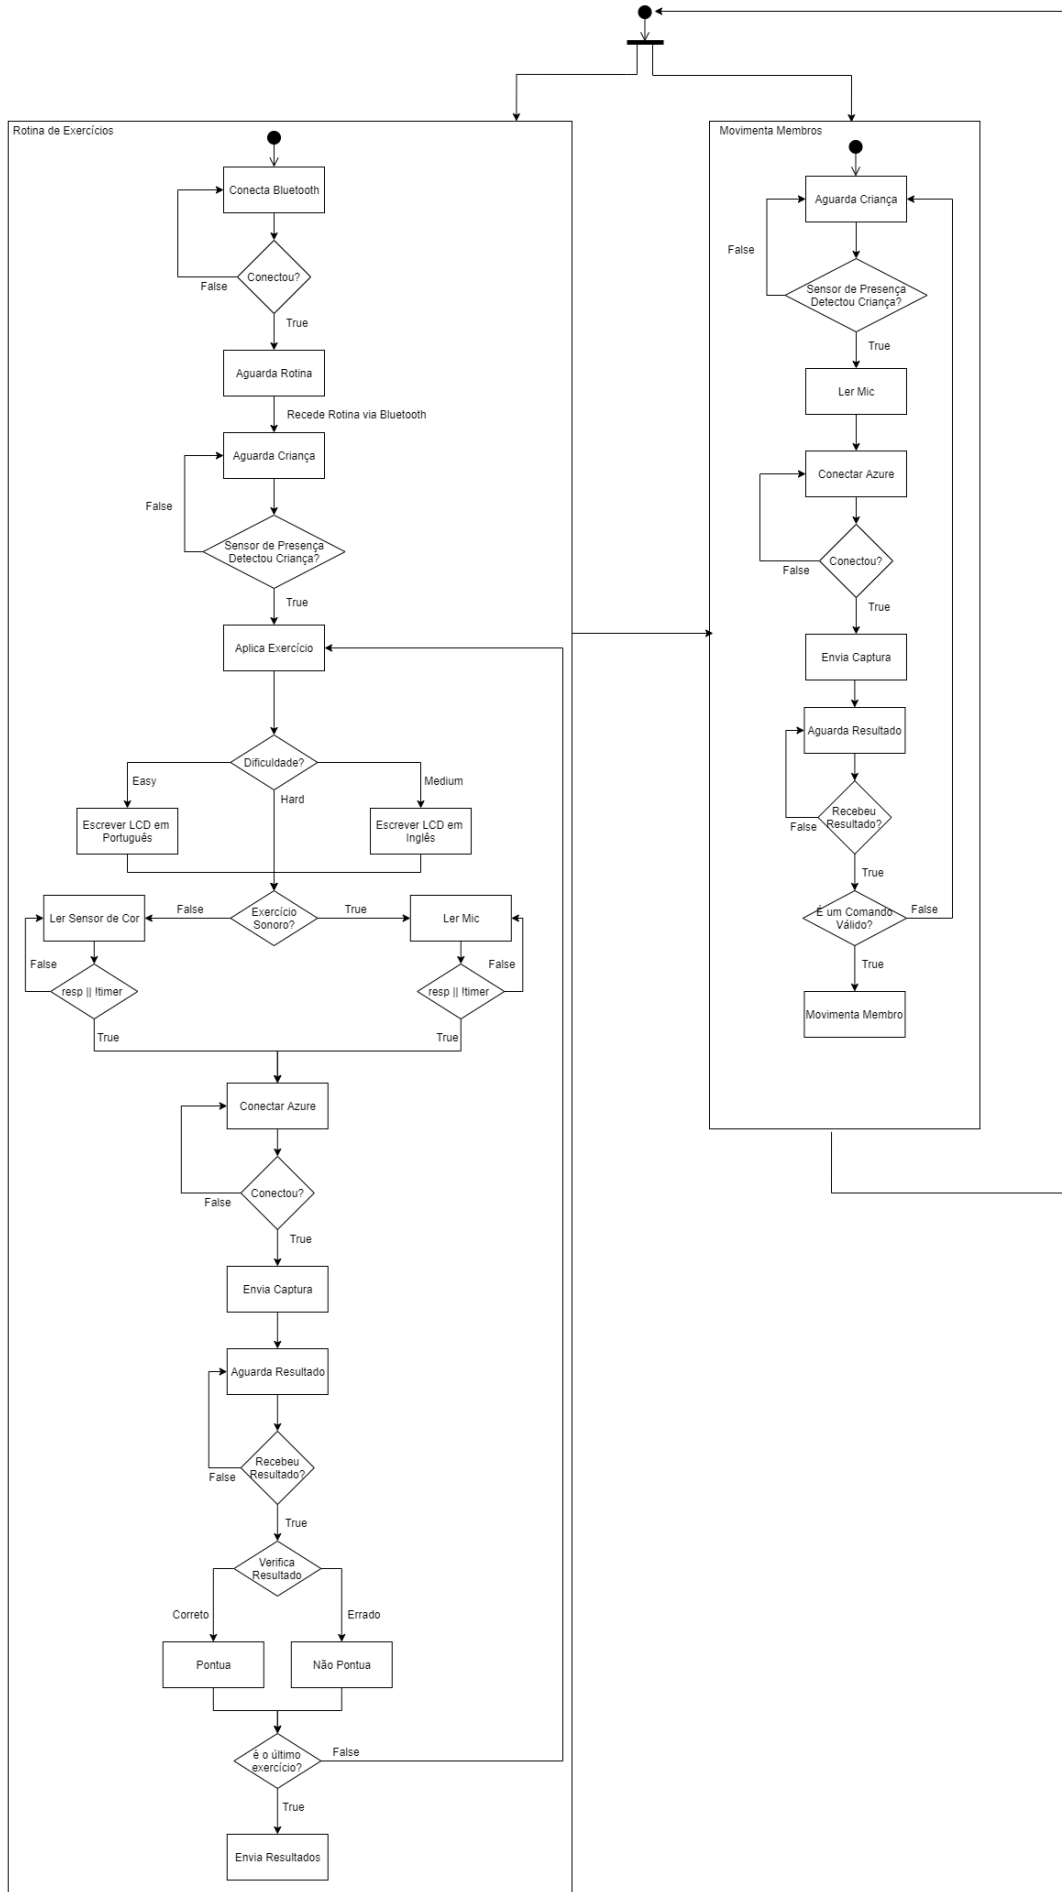 Rotina de Exercícios
Conecta Bluetooth
Conectou?
False
True
Aguarda Rotina
Recede Rotina via Bluetooth
Aguarda Criança
False
Sensor de Presença
Detectou Criança?
True
Aplica Exercício
Dificuldade?
Easy
Medium
Hard
Escrever LCD em
Português
Escrever LCD em
Inglês
Ler Sensor de Cor
False
Exercício
Sonoro?
True
Ler Mic
False
resp || !timer
True
False
resp || !timer
True
Conectar Azure
Conectou?
False
True
Envia Captura
Aguarda Resultado
Recebeu
Resultado?
False
True
Verifica
Resultado
Correto
Errado
Pontua
Não Pontua
é o último
exercício?
False
True
Envia Resultados
Movimenta Membros
Aguarda Criança
False
Sensor de Presença
Detectou Criança?
True
Ler Mic
Conectar Azure
Conectou?
False
True
Envia Captura
Aguarda Resultado
Recebeu
Resultado?
False
True
É um Comando
Válido?
False
True
Movimenta Membro